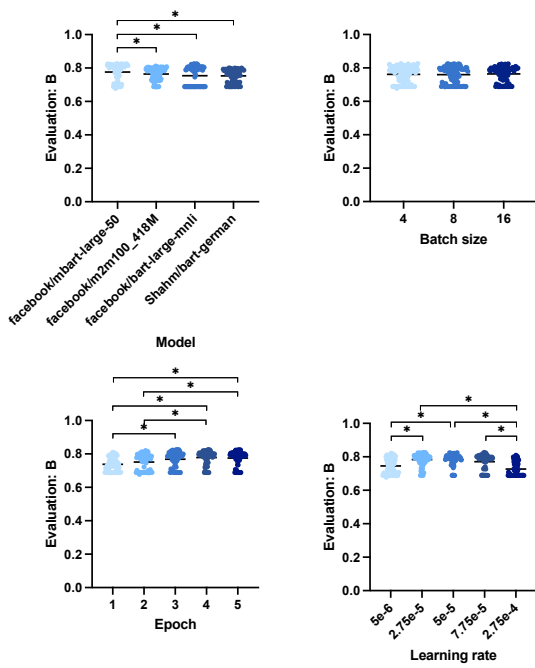 *
*
*
1.0
0.8
0.6
0.4
0.2
0.0
Evaluation: B
facebook/mbart-large-50
facebook/m2m100_418M
facebook/bart-large-mnli
Shahm/bart-german
Model
1.0
0.8
0.6
0.4
0.2
0.0
Evaluation: B
4 8 16
Batch size
*
*
*
*
*
1.0
0.8
0.6
0.4
0.2
0.0
Evaluation: B
1 2 3 4 5
Epoch
*
* *
* *
1.0
0.8
0.6
0.4
0.2
0.0
Evaluation: B
5e-6
2.75e-5
5e-5
7.75e-5
2.75e-4
Learning rate